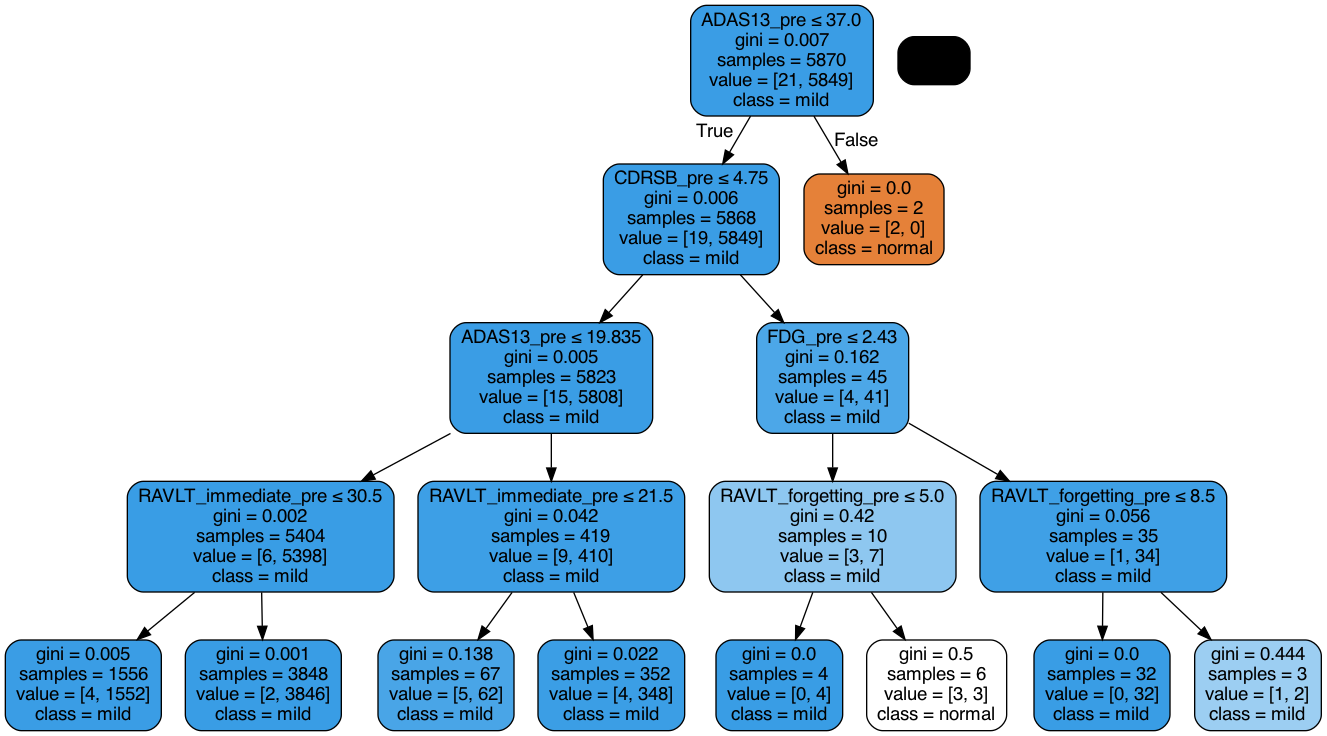 ADAS13_pre ≤ 37.0
gini = 0.007
samples = 5870
value = [21, 5849]
class = mild
True
False
CDRSB_pre ≤ 4.75
gini = 0.006
samples = 5868
value = [19, 5849]
class = mild
gini = 0.0
samples = 2
value = [2, 0]
class = normal
ADAS13_pre ≤ 19.835
gini = 0.005
samples = 5823
value = [15, 5808]
class = mild
FDG_pre ≤ 2.43
gini = 0.162
samples = 45
value = [4, 41]
class = mild
RAVLT_immediate_pre ≤ 30.5
gini = 0.002
samples = 5404
value = [6, 5398]
class = mild
RAVLT_immediate_pre ≤ 21.5
gini = 0.042
samples = 419
value = [9, 410]
class = mild
RAVLT_forgetting_pre ≤ 5.0
gini = 0.42
samples = 10
value = [3, 7]
class = mild
RAVLT_forgetting_pre ≤ 8.5
gini = 0.056
samples = 35
value = [1, 34]
class = mild
gini = 0.005
samples = 1556
value = [4, 1552]
class = mild
gini = 0.001
samples = 3848
value = [2, 3846]
class = mild
gini = 0.138
samples = 67
value = [5, 62]
class = mild
gini = 0.022
samples = 352
value = [4, 348]
class = mild
gini = 0.0
samples = 4
value = [0, 4]
class = mild
gini = 0.5
samples = 6
value = [3, 3]
class = normal
gini = 0.0
samples = 32
value = [0, 32]
class = mild
gini = 0.444
samples = 3
value = [1, 2]
class = mild